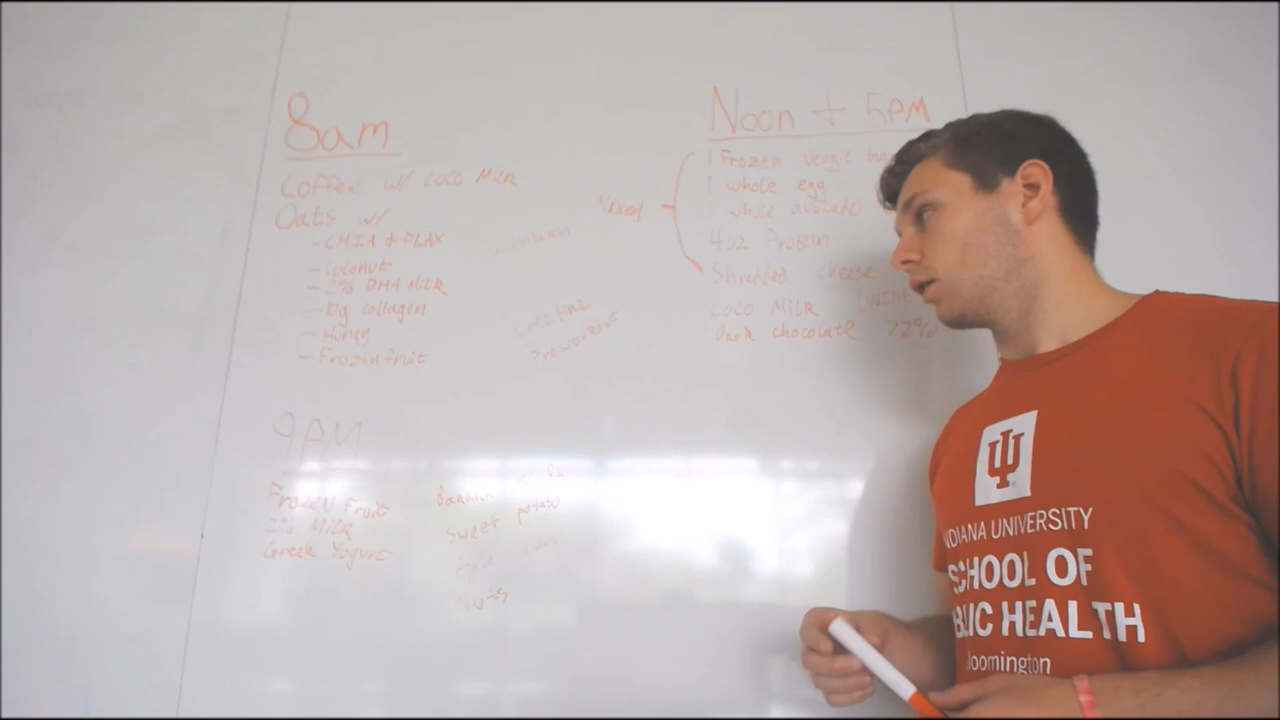 8am
Coffee w/ Coco Milk
Oats w/
- CHIA & FLAX
- Coconut
- 2% DHA Milk
- 10g collagen
- Honey
- Frozen fruit
creatine
preworkout
Noon + 5PM
1 Frozen veggie
1 whole egg
whole avocado
4oz Protein
Shredded cheese
Mixed
Coco Milk
Dark chocolate 72%
9PM
Frozen Fruit
2% Milk
Greek Yogurt
Banana
Sweet potato
Nuts
INDIANA UNIVERSITY
SCHOOL OF
PUBLIC HEALTH
Bloomington